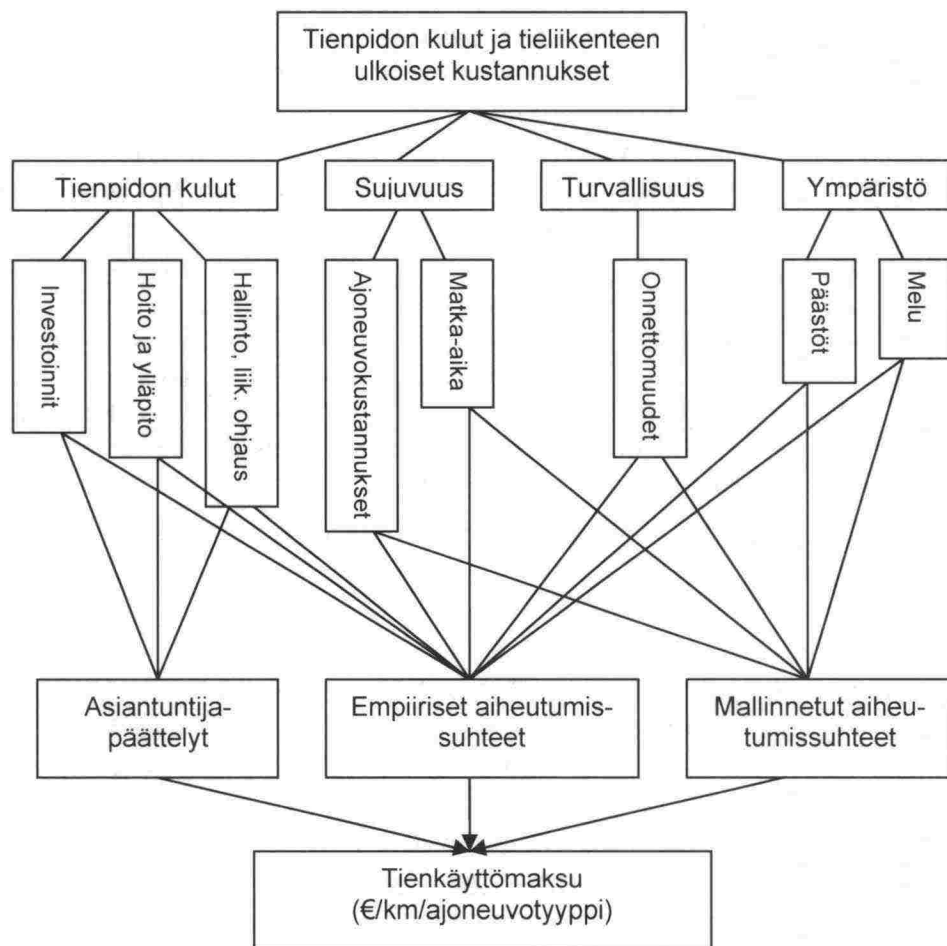 Tienpidon kulut ja tieliikenteen
ulkoiset kustannukset
Tienpidon kulut
Sujuvuus
Turvallisuus
Ympäristö
Investoinnit
Hoito ja ylläpito
Hallinto, liik. ohjaus
Ajoneuvokustannukset
Matka-aika
Onnettomuudet
Päästöt
Melu
Asiantuntija-
päättelyt
Empiiriset aiheutumis-
suhteet
Mallinnetut aiheu-
tumissuhteet
Tienkäyttömaksu
(€/km/ajoneuvotyyppi)